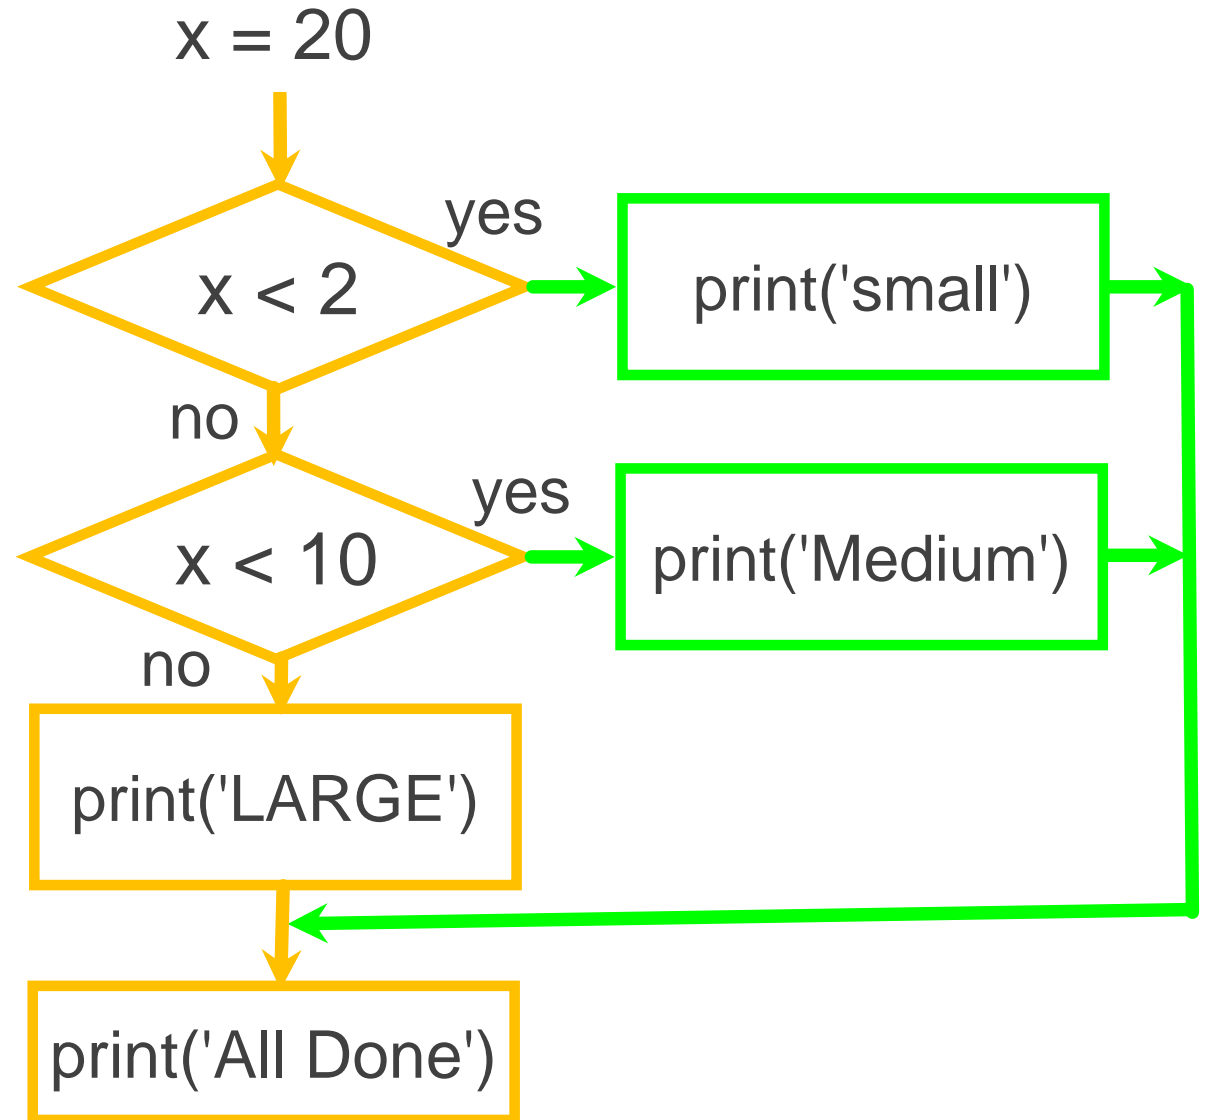 x = 20
yes
x < 2
print('small')
no
yes
x < 10
print('Medium')
no
print('LARGE')
print('All Done')